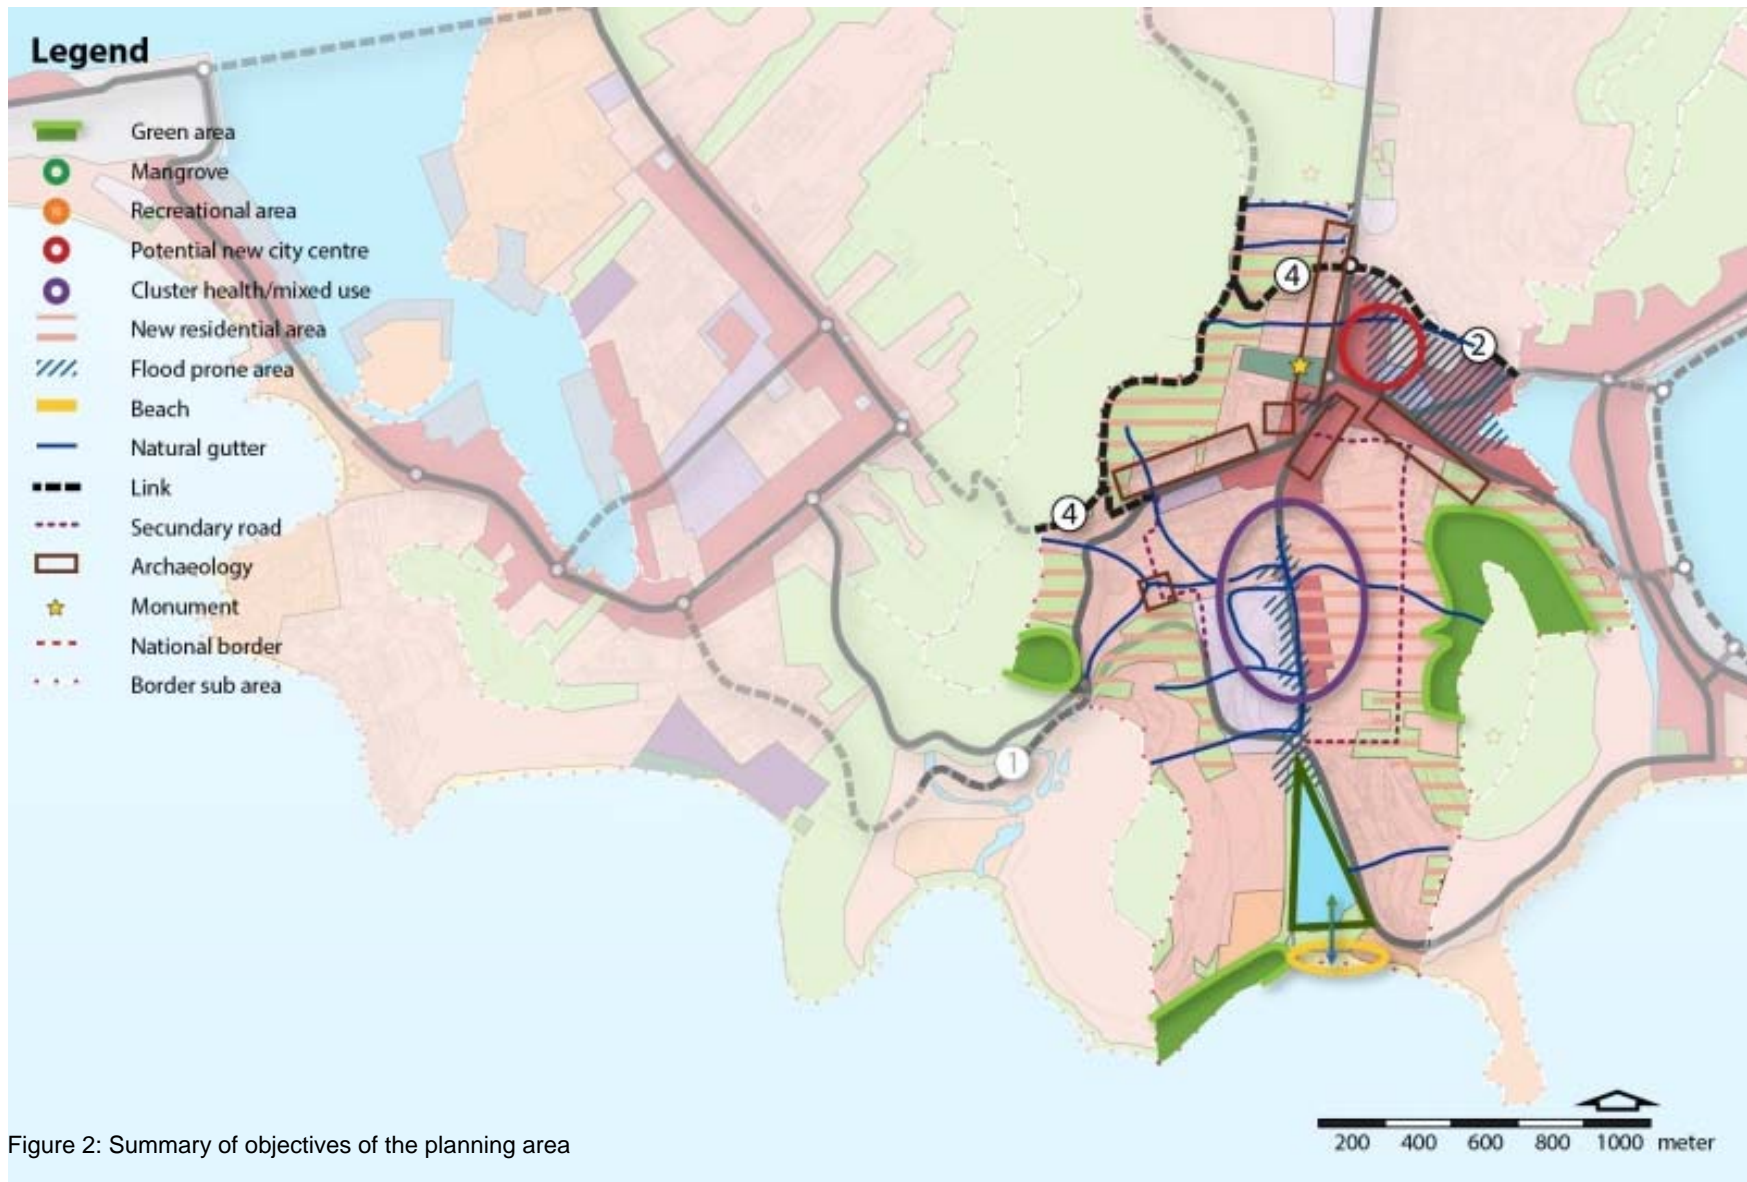 Legend
Green area
Mangrove
Recreational area
Potential new city centre
Cluster health/mixed use
New residential area
Flood prone area
Beach
Natural gutter
Link
Secundary road
Archaeology
Monument
National border
Border sub area
4
2
4
1
200 400 600 800 1000 meter
Figure 2: Summary of objectives of the planning area